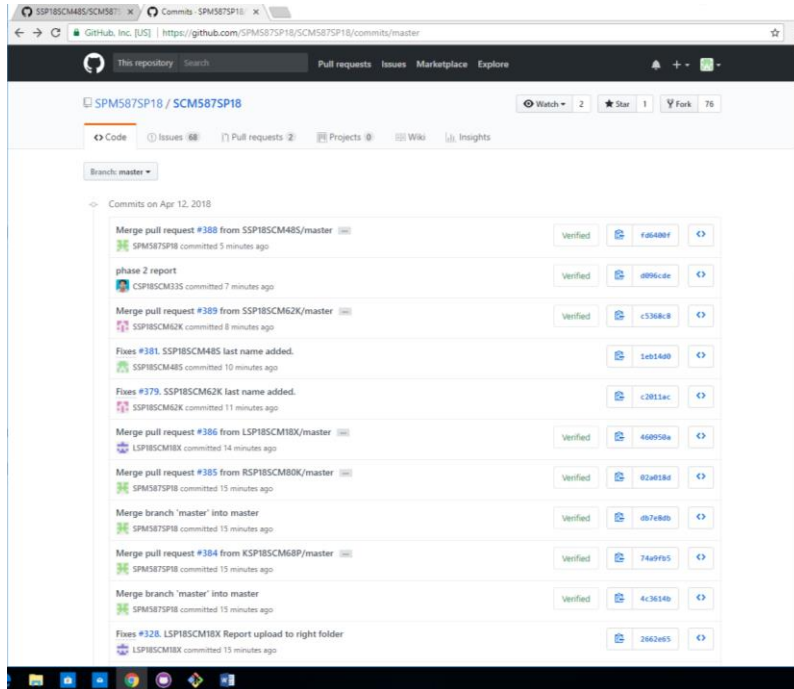 SSP18SCM48S/SCM587S
Commits · SPM587SP18/
GitHub, Inc. [US] | https://github.com/SPM587SP18/SCM587SP18/commits/master
This repository Search Pull requests Issues Marketplace Explore
SPM587SP18 / SCM587SP18 Watch 2 Star 1 Fork 76
Code Issues 68 Pull requests 2 Projects 0 Wiki Insights
Branch: master
Commits on Apr 12, 2018
Merge pull request #388 from SSP18SCM48S/master …
SPM587SP18 committed 5 minutes ago
Verified fd6400f
phase 2 report
CSP18SCM33S committed 7 minutes ago
Verified d096cde
Merge pull request #389 from SSP18SCM62K/master …
SSP18SCM62K committed 8 minutes ago
Verified c5368c8
Fixes #381. SSP18SCM48S last name added.
SSP18SCM48S committed 10 minutes ago
1eb14d0
Fixes #379. SSP18SCM62K last name added.
SSP18SCM62K committed 11 minutes ago
c2011ac
Merge pull request #386 from LSP18SCM18X/master …
LSP18SCM18X committed 14 minutes ago
Verified 460950a
Merge pull request #385 from RSP18SCM80K/master …
SPM587SP18 committed 15 minutes ago
Verified 02a018d
Merge branch 'master' into master
SPM587SP18 committed 15 minutes ago
Verified db7e8db
Merge pull request #384 from KSP18SCM68P/master …
SPM587SP18 committed 15 minutes ago
Verified 74a9fb5
Merge branch 'master' into master
SPM587SP18 committed 15 minutes ago
Verified 4c3614b
Fixes #328. LSP18SCM18X Report upload to right folder
LSP18SCM18X committed 15 minutes ago
2662e65